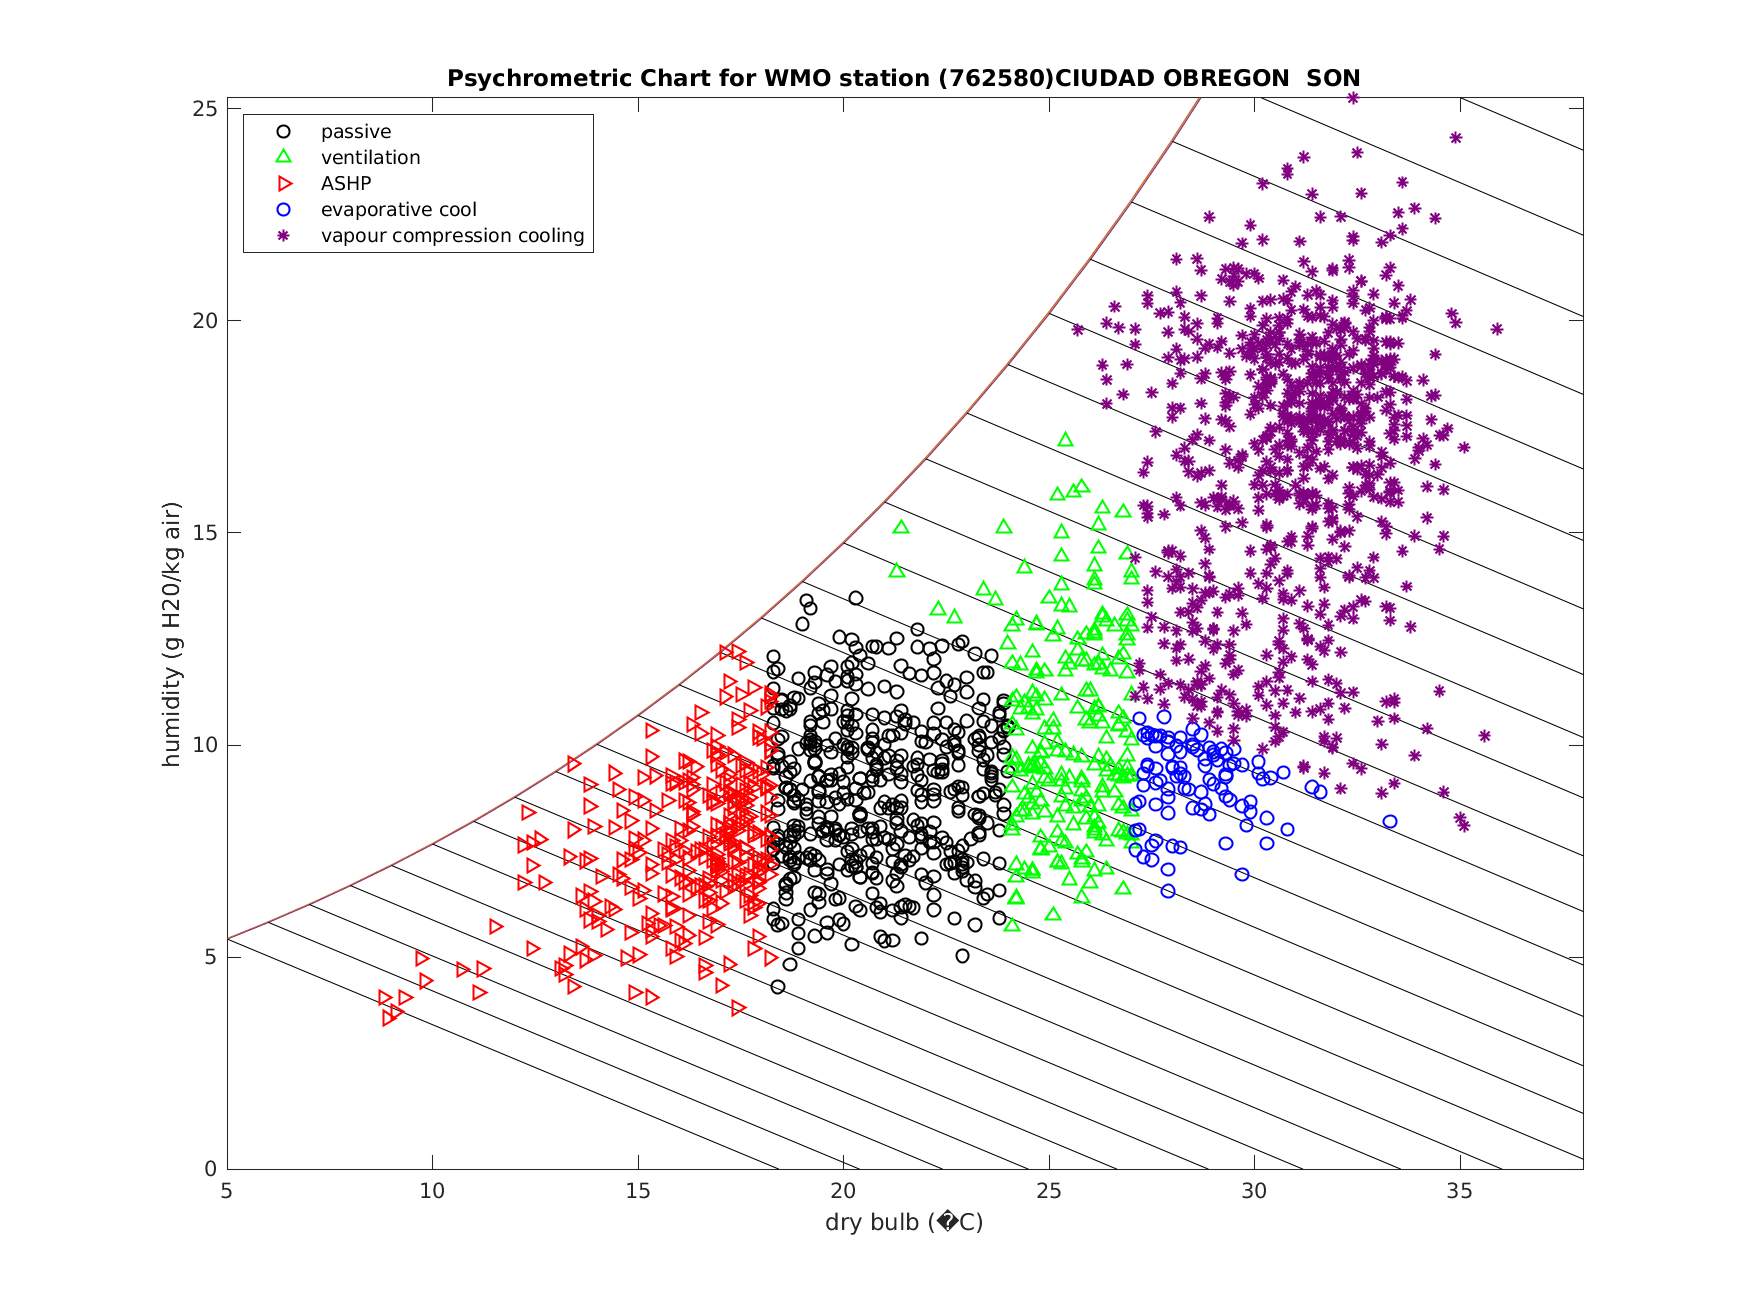 Psychrometric Chart for WMO station (762580)CIUDAD OBREGON  SON
25
20
15
10
5
0
humidity (g H20/kg air)
passive
ventilation
ASHP
evaporative cool
vapour compression cooling
5 10 15 20 25 30 35
dry bulb (�C)